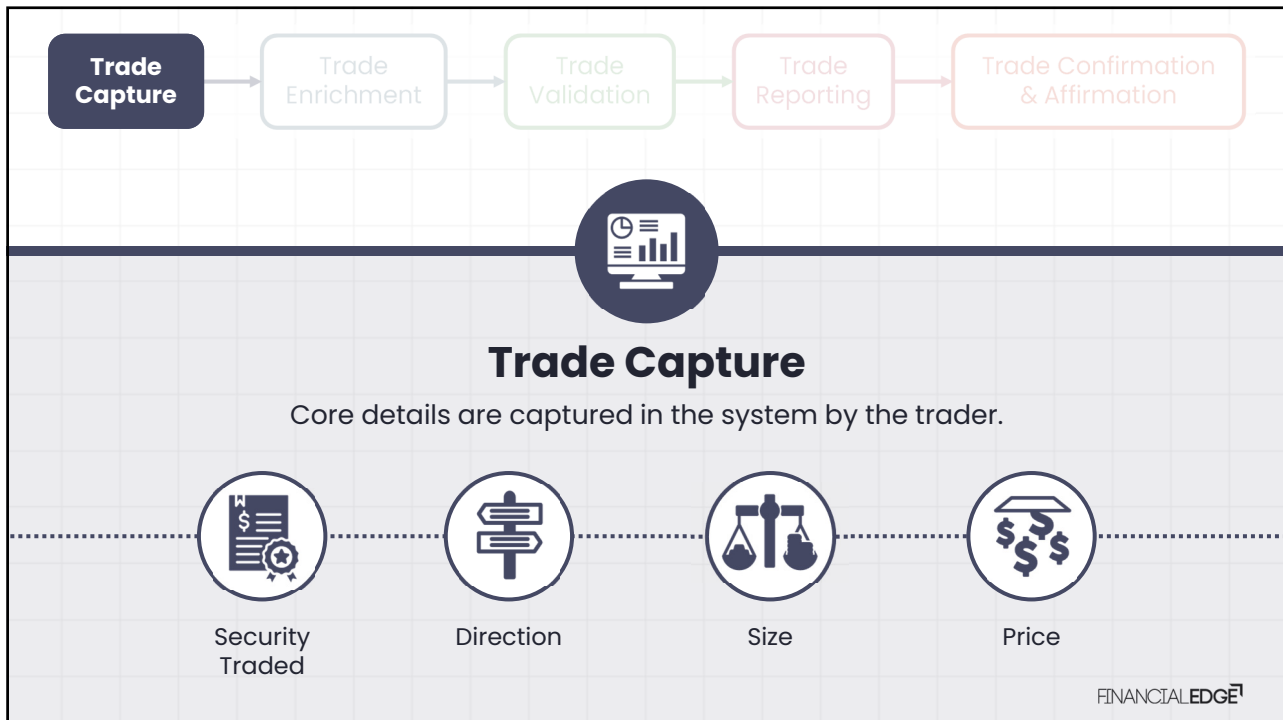 Trade
Capture
Trade
Enrichment
Trade
Validation
Trade
Reporting
Trade Confirmation
& Affirmation
Trade Capture
Core details are captured in the system by the trader.
$
$
$
$
$
Security
Traded
Direction
Size
Price
FINANCIALEDGE